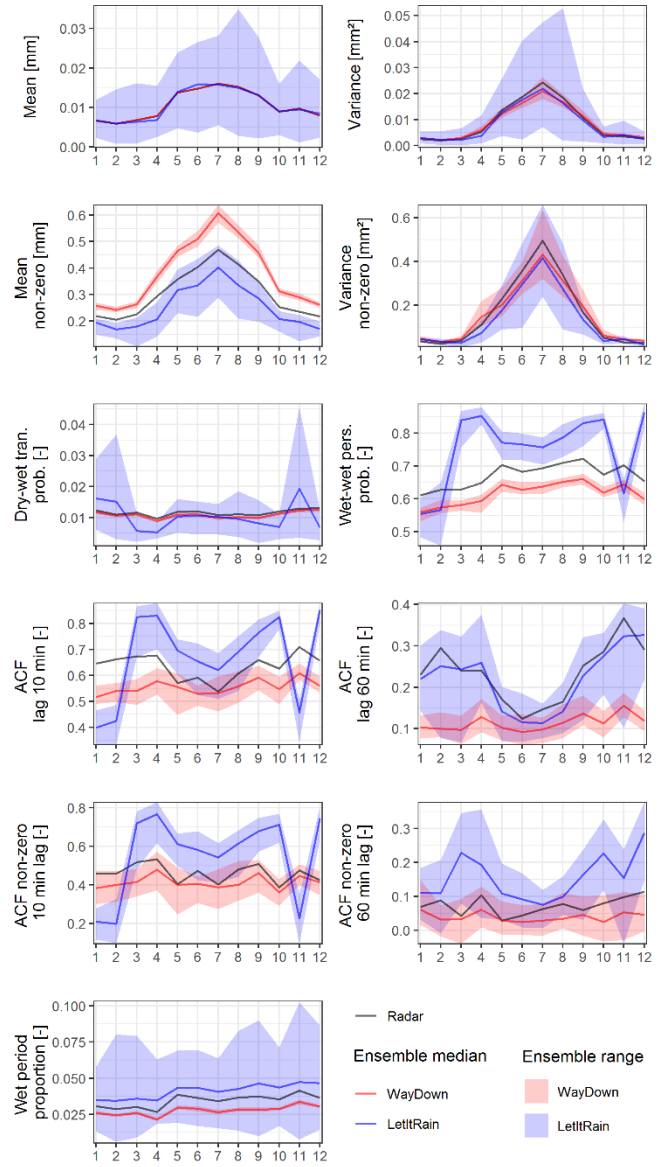 Mean [mm]
0.03
0.02
0.01
0.00
1 2 3 4 5 6 7 8 9 10 11 12
Variance [mm²]
0.05
0.04
0.03
0.02
0.01
0.00
1 2 3 4 5 6 7 8 9 10 11 12
Mean
non-zero [mm]
0.6
0.5
0.4
0.3
0.2
1 2 3 4 5 6 7 8 9 10 11 12
Variance
non-zero [mm²]
0.6
0.4
0.2
1 2 3 4 5 6 7 8 9 10 11 12
Dry-wet tran.
prob. [-]
0.04
0.03
0.02
0.01
1 2 3 4 5 6 7 8 9 10 11 12
Wet-wet pers.
prob. [-]
0.8
0.7
0.6
0.5
1 2 3 4 5 6 7 8 9 10 11 12
ACF
lag 10 min [-]
0.8
0.7
0.6
0.5
0.4
1 2 3 4 5 6 7 8 9 10 11 12
ACF
lag 60 min [-]
0.4
0.3
0.2
0.1
1 2 3 4 5 6 7 8 9 10 11 12
ACF non-zero
10 min lag [-]
0.8
0.6
0.4
0.2
1 2 3 4 5 6 7 8 9 10 11 12
ACF non-zero
60 min lag [-]
0.3
0.2
0.1
0.0
1 2 3 4 5 6 7 8 9 10 11 12
Wet period
proportion [-]
0.100
0.075
0.050
0.025
1 2 3 4 5 6 7 8 9 10 11 12
Radar
Ensemble median
WayDown
LetItRain
Ensemble range
WayDown
LetItRain